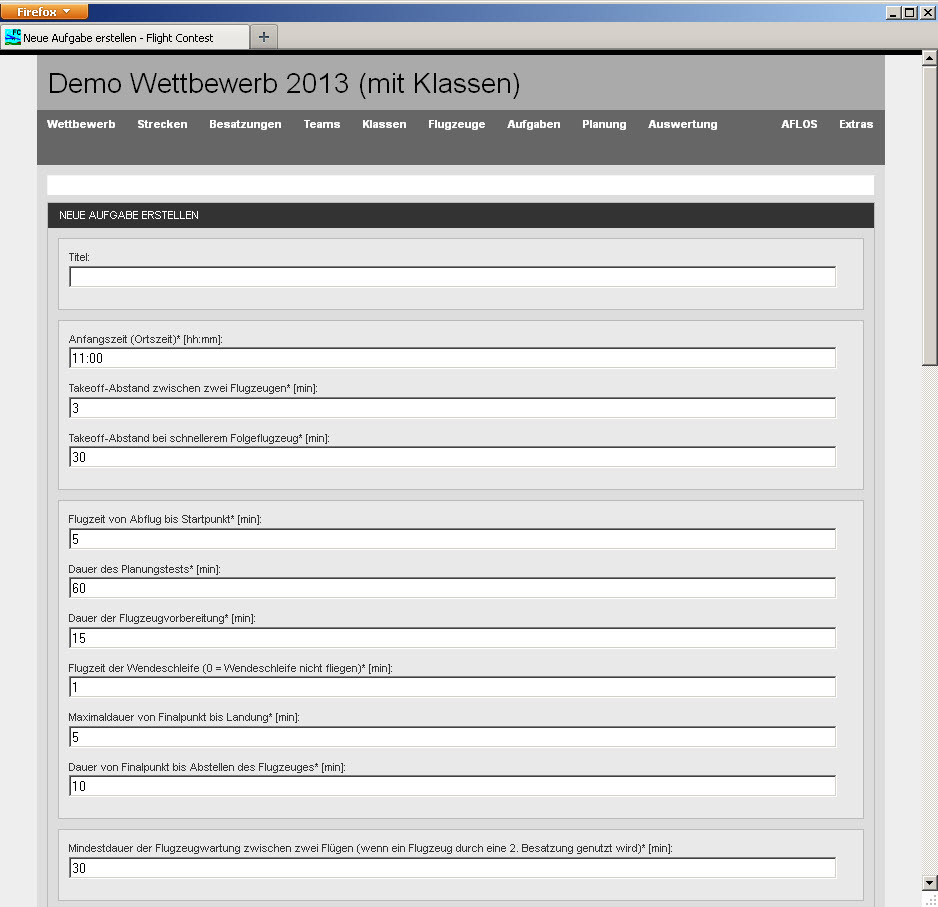 Firefox
Neue Aufgabe erstellen - Flight Contest
Demo Wettbewerb 2013 (mit Klassen)
Wettbewerb Strecken Besatzungen Teams Klassen Flugzeuge Aufgaben Planung Auswertung AFLOS Extras
NEUE AUFGABE ERSTELLEN
Titel:
Anfangszeit (Ortszeit)* [hh:mm]:
11:00
Takeoff-Abstand zwischen zwei Flugzeugen* [min]:
3
Takeoff-Abstand bei schnellerem Folgeflugzeug* [min]:
30
Flugzeit von Abflug bis Startpunkt* [min]:
5
Dauer des Planungstests* [min]:
60
Dauer der Flugzeugvorbereitung* [min]:
15
Flugzeit der Wendeschleife (0 = Wendeschleife nicht fliegen)* [min]:
1
Maximaldauer von Finalpunkt bis Landung* [min]:
5
Dauer von Finalpunkt bis Abstellen des Flugzeuges* [min]:
10
Mindestdauer der Flugzeugwartung zwischen zwei Flügen (wenn ein Flugzeug durch eine 2. Besatzung genutzt wird)* [min]:
30